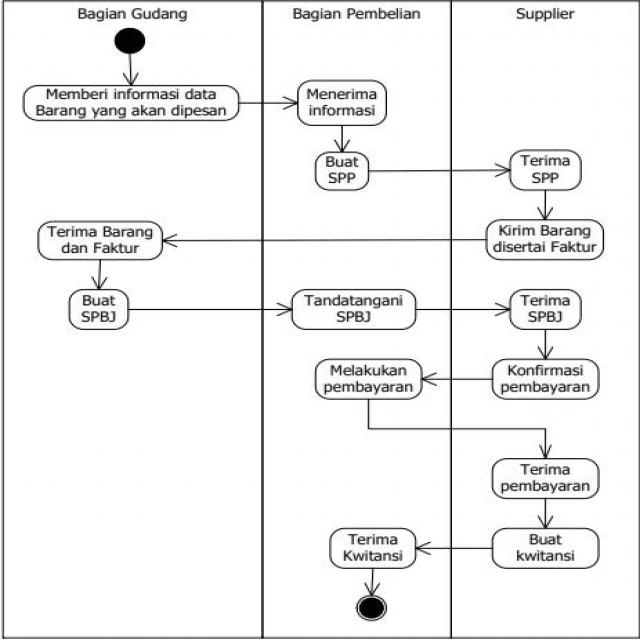 Bagian Gudang
Bagian Pembelian
Supplier
Memberi informasi data
Barang yang akan dipesan
Menerima
informasi
Buat
SPP
Terima
SPP
Kirim Barang
disertai Faktur
Terima Barang
dan Faktur
Buat
SPBJ
Tandatangani
SPBJ
Terima
SPBJ
Konfirmasi
pembayaran
Melakukan
pembayaran
Terima
pembayaran
Buat
kwitansi
Terima
Kwitansi